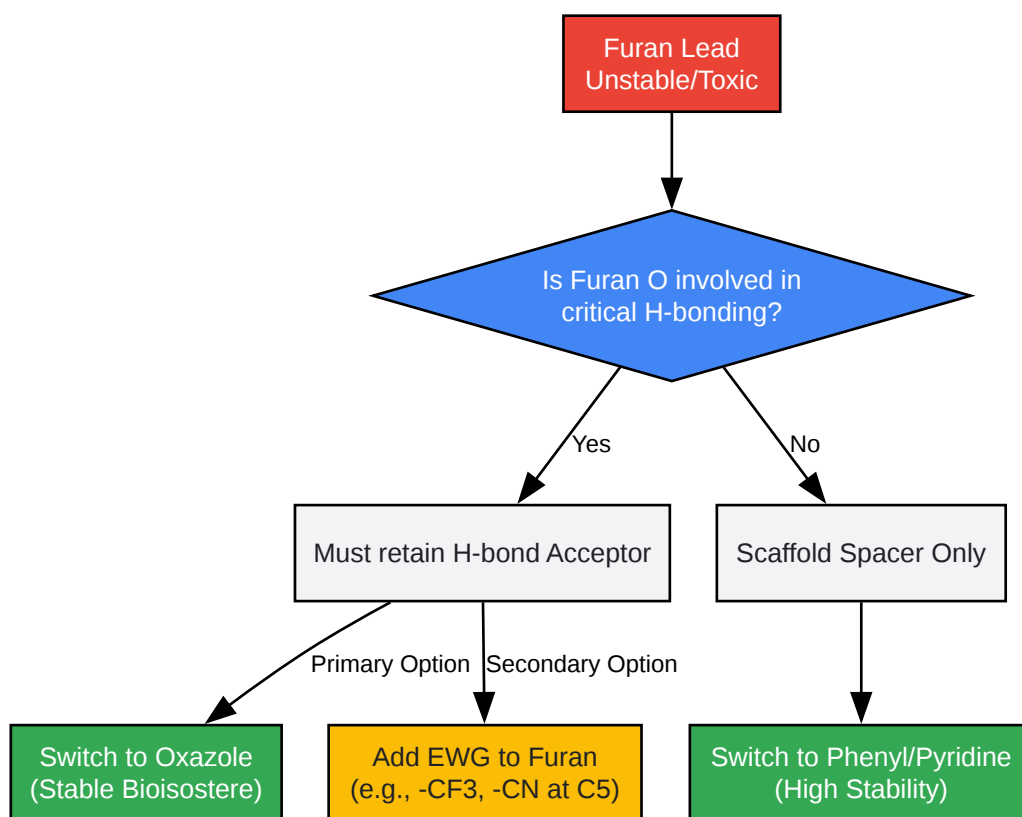 Furan Lead
Unstable/Toxic
Is Furan O involved in
critical H-bonding?
Yes
No
Must retain H-bond Acceptor
Scaffold Spacer Only
Primary Option
Secondary Option
Switch to Oxazole
(Stable Bioisostere)
Add EWG to Furan
(e.g., -CF3, -CN at C5)
Switch to Phenyl/Pyridine
(High Stability)